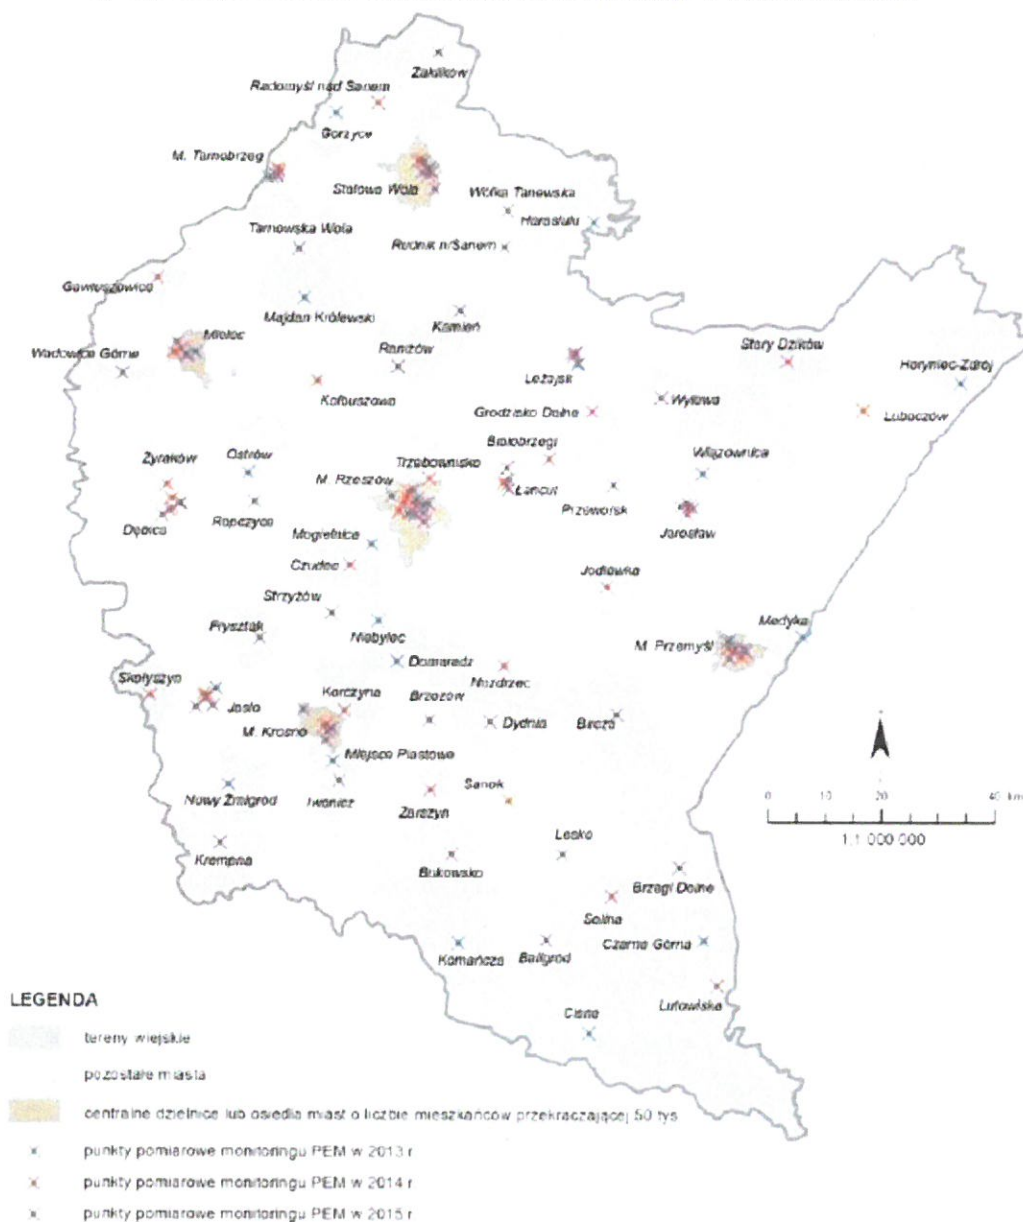 Zaklików
Radomyśl nad Sanem
Gorzyce
M. Tarnobrzeg
Stalowa Wola
Wólka Tanewska
Harasiuki
Tarnowska Wola
Rudnik n/Sanem
Gawłuszowice
Majdan Królewski
Kamień
Mielec
Wadowice Górne
Raniżów
Stary Dzików
Horyniec-Zdrój
Leżajsk
Kolbuszowa
Grodzisko Dolne
Wylewa
Lubaczów
Białobrzegi
Żyraków
Ostrów
Trzebownisko
Wiązownica
M. Rzeszów
Łańcut
Dębica
Ropczyce
Przeworsk
Jarosław
Mogielnica
Czudec
Jodłówka
Strzyżów
Frysztak
Niebylec
Medyka
M. Przemyśl
Domaradz
Nozdrzec
Skołyszyn
Korczyna
Brzozów
Jasło
M. Krosno
Dydnia
Bircza
Miejsce Piastowe
Nowy Żmigród
Iwonicz
Zarszyn
Sanok
0 10 20 40 km
1:1 000 000
Krempna
Lesko
Bukowsko
Brzegi Dolne
Solina
Komańcza
Baligród
Czarna Górna
Lutowiska
Cisna
LEGENDA
tereny wiejskie
pozostałe miasta
centralne dzielnice lub osiedla miast o liczbie mieszkańców przekraczającej 50 tys
punkty pomiarowe monitoringu PEM w 2013 r
punkty pomiarowe monitoringu PEM w 2014 r
punkty pomiarowe monitoringu PEM w 2015 r